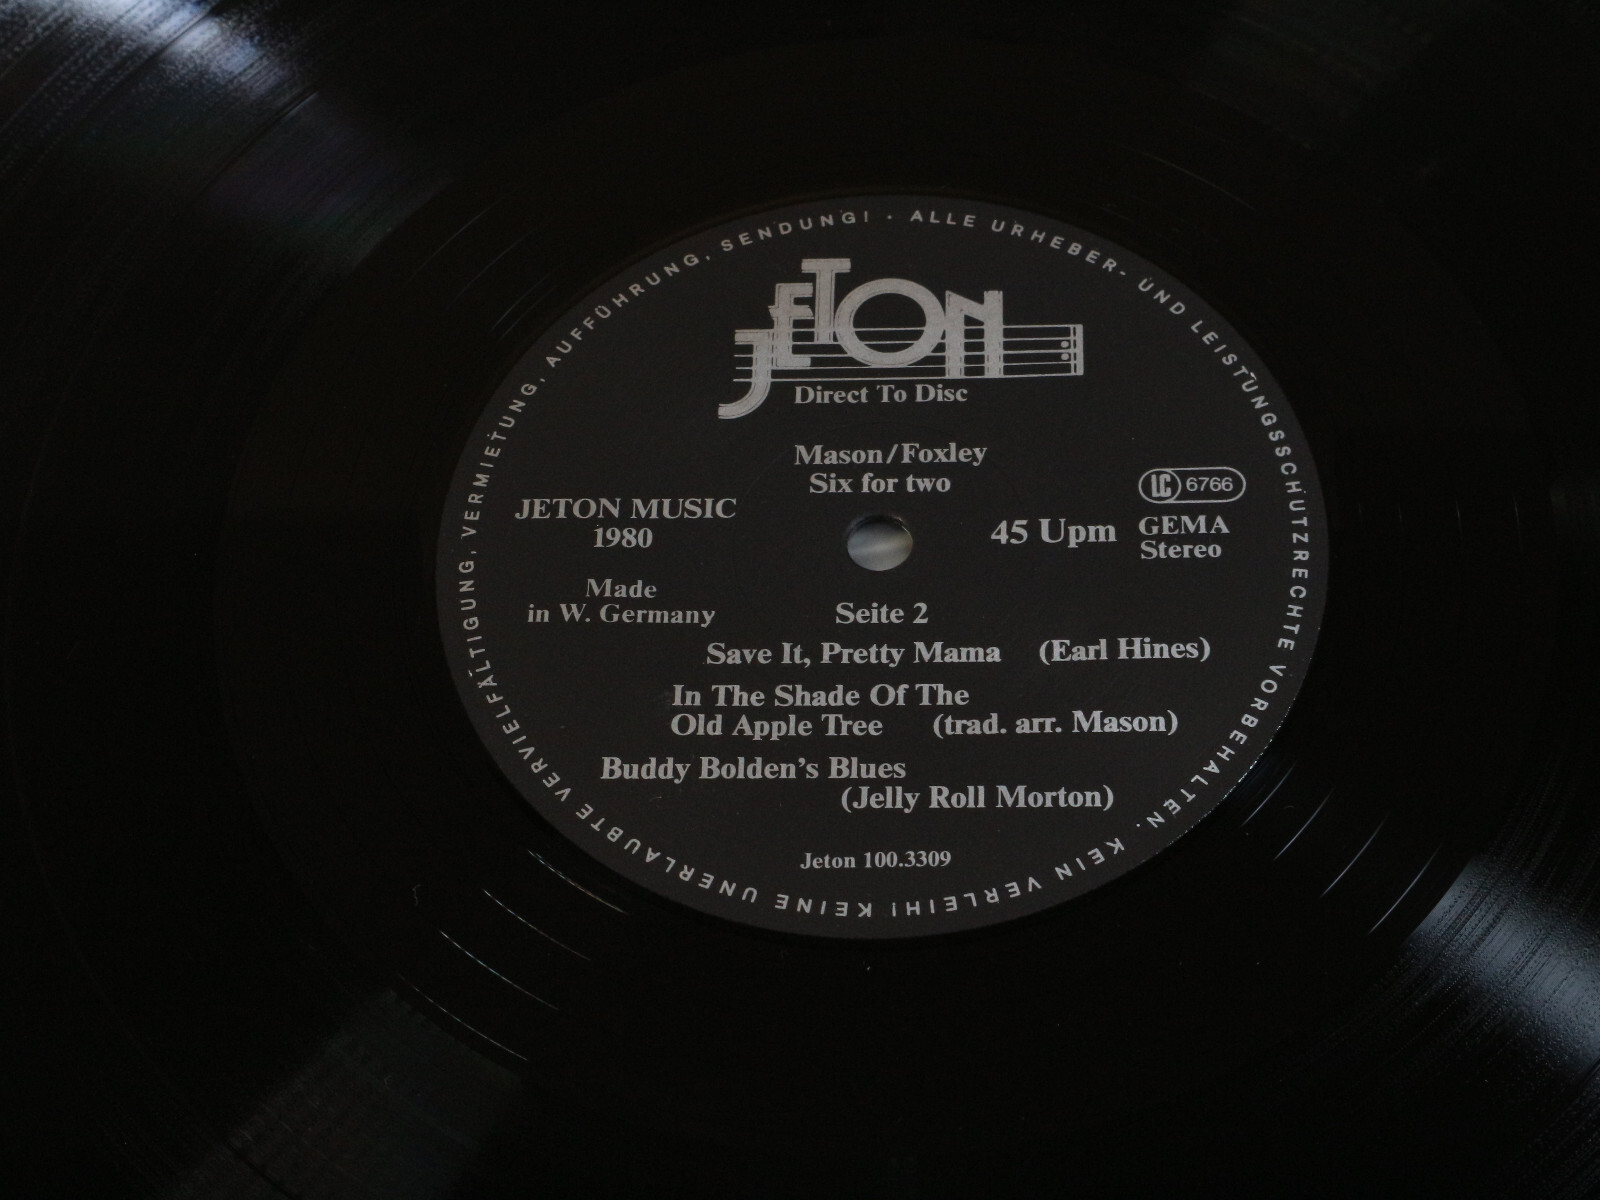 ALLE URHEBER- UND LEISTUNGSSCHUTZRECHTE VORBEHALTEN. KEIN VERLEIH! KEINE UNERLAUBTE VERVIELFÄLTIGUNG, VERMIETUNG, AUFFÜHRUNG, SENDUNG! ·
JETON
Direct To Disc
Mason/Foxley
Six for two
JETON MUSIC
1980
45 Upm
LC 6766
GEMA
Stereo
Made
in W. Germany
Seite 2
Save It, Pretty Mama (Earl Hines)
In The Shade Of The
Old Apple Tree (trad. arr. Mason)
Buddy Bolden's Blues
(Jelly Roll Morton)
Jeton 100.3309